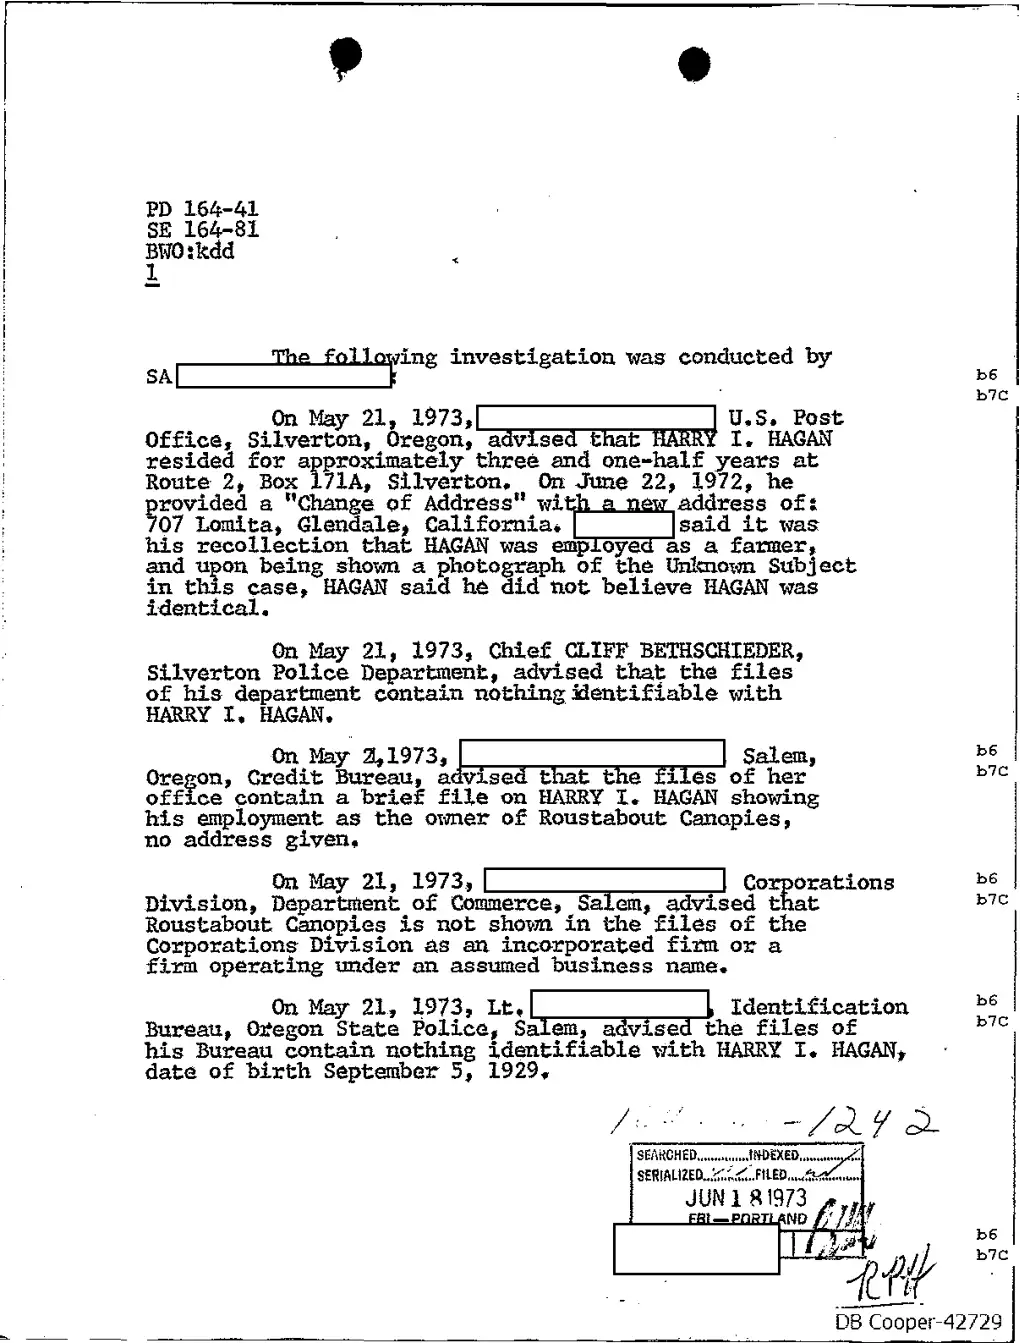 PD 164-41
SE 164-81
BWO:kdd
1
The following investigation was conducted by
SA :
b6
b7C
On May 21, 1973, U.S. Post
Office, Silverton, Oregon, advised that HARRY I. HAGAN
resided for approximately three and one-half years at
Route 2, Box 171A, Silverton. On June 22, 1972, he
provided a "Change of Address" with a new address of:
707 Lomita, Glendale, California. said it was
his recollection that HAGAN was employed as a farmer,
and upon being shown a photograph of the Unknown Subject
in this case, HAGAN said he did not believe HAGAN was
identical.
On May 21, 1973, Chief CLIFF BETHSCHIEDER,
Silverton Police Department, advised that the files
of his department contain nothing identifiable with
HARRY I. HAGAN.
On May 21,1973, Salem,
b6
b7C
Oregon, Credit Bureau, advised that the files of her
office contain a brief file on HARRY I. HAGAN showing
his employment as the owner of Roustabout Canopies,
no address given.
On May 21, 1973, Corporations
b6
b7C
Division, Department of Commerce, Salem, advised that
Roustabout Canopies is not shown in the files of the
Corporations Division as an incorporated firm or a
firm operating under an assumed business name.
On May 21, 1973, Lt. , Identification
b6
b7C
Bureau, Oregon State Police, Salem, advised the files of
his Bureau contain nothing identifiable with HARRY I. HAGAN,
date of birth September 5, 1929.
-1242
SEARCHED INDEXED
SERIALIZED FILED
JUN 18 1973
FBI—PORTLAND
b6
b7C
RPH
DB Cooper-42729